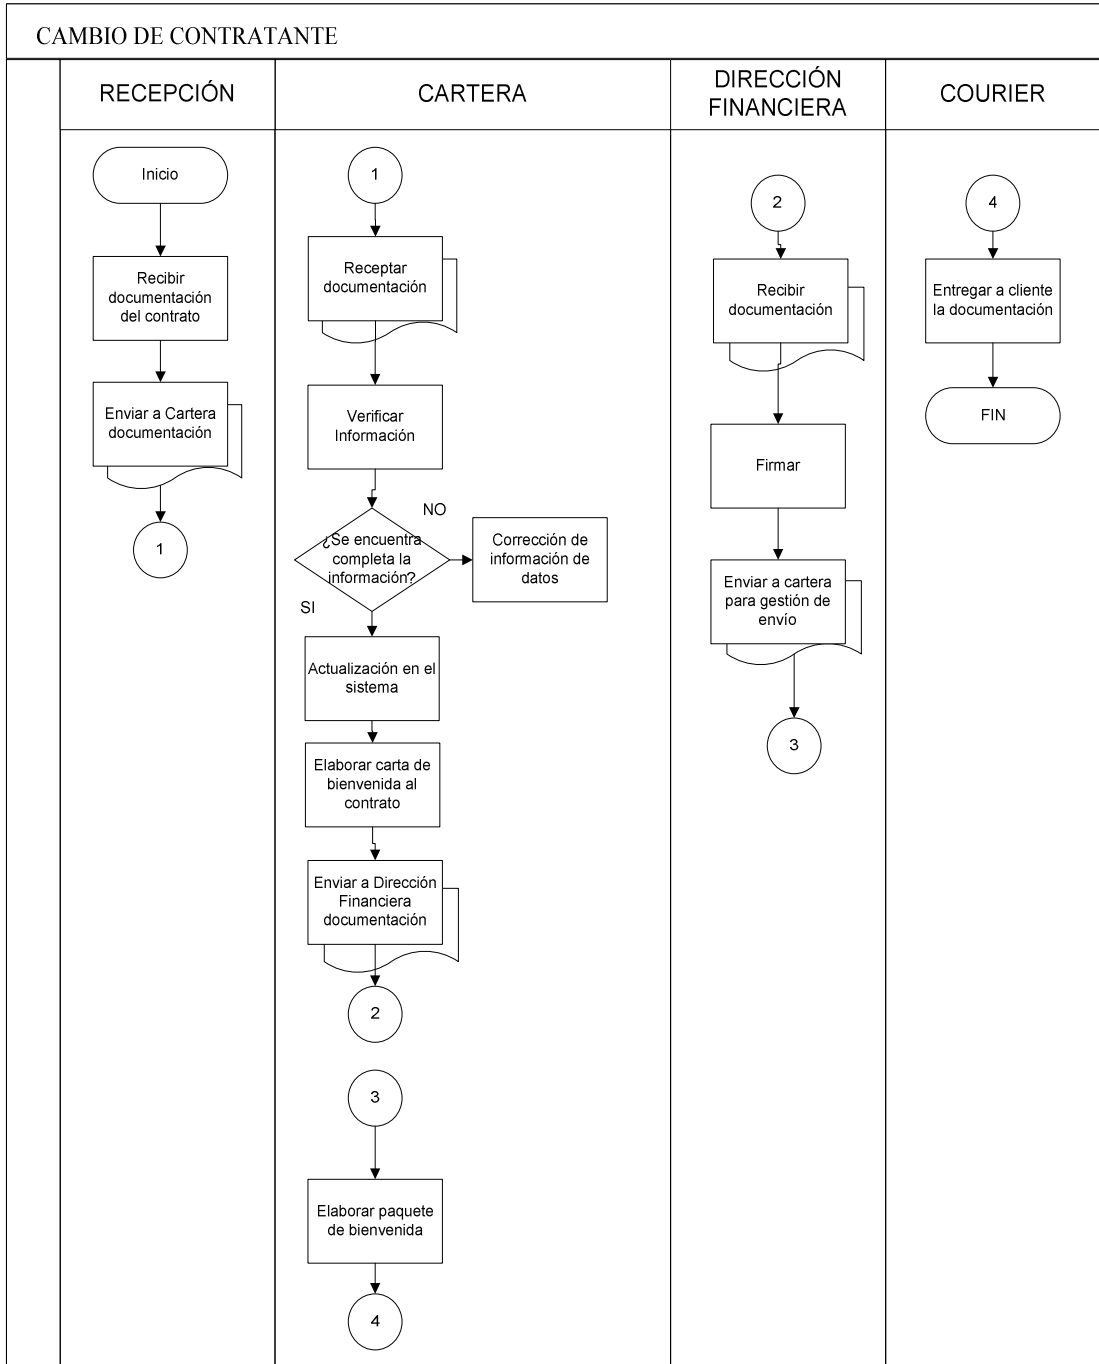 CAMBIO DE CONTRATANTE
RECEPCIÓN
CARTERA
DIRECCIÓN
FINANCIERA
COURIER
Inicio
Recibir
documentación
del contrato
Enviar a Cartera
documentación
1
1
Receptar
documentación
Verificar
Información
¿Se encuentra
completa la
información?
NO
Corrección de
información de
datos
SI
Actualización en el
sistema
Elaborar carta de
bienvenida al
contrato
Enviar a Dirección
Financiera
documentación
2
3
Elaborar paquete
de bienvenida
4
2
Recibir
documentación
Firmar
Enviar a cartera
para gestión de
envío
3
4
Entregar a cliente
la documentación
FIN